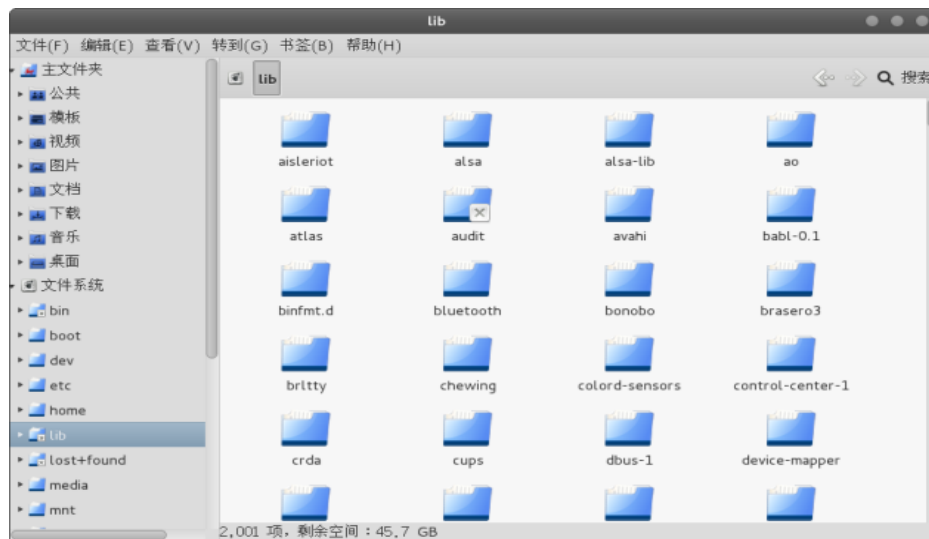 lib
文件(F) 编辑(E) 查看(V) 转到(G) 书签(B) 帮助(H)
主文件夹
公共
模板
视频
图片
文档
下载
音乐
桌面
文件系统
bin
boot
dev
etc
home
lib
lost+found
media
mnt
lib
搜索
aisleriot alsa alsa-lib ao
atlas audit avahi babl-0.1
binfmt.d bluetooth bonobo brasero3
brltty chewing colord-sensors control-center-1
crda cups dbus-1 device-mapper
2,001 项，剩余空间：45.7 GB